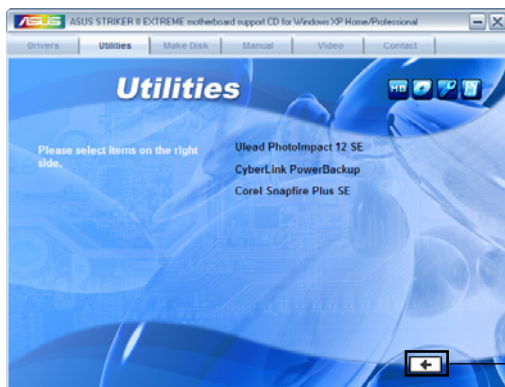 ASUS STRIKER II EXTREME motherboard support CD for Windows XP Home/Professional
Drivers Utilities Make Disk Manual Video Contact
Utilities
Please select items on the right
side.
Ulead PhotoImpact 12 SE
CyberLink PowerBackup
Corel Snapfire Plus SE